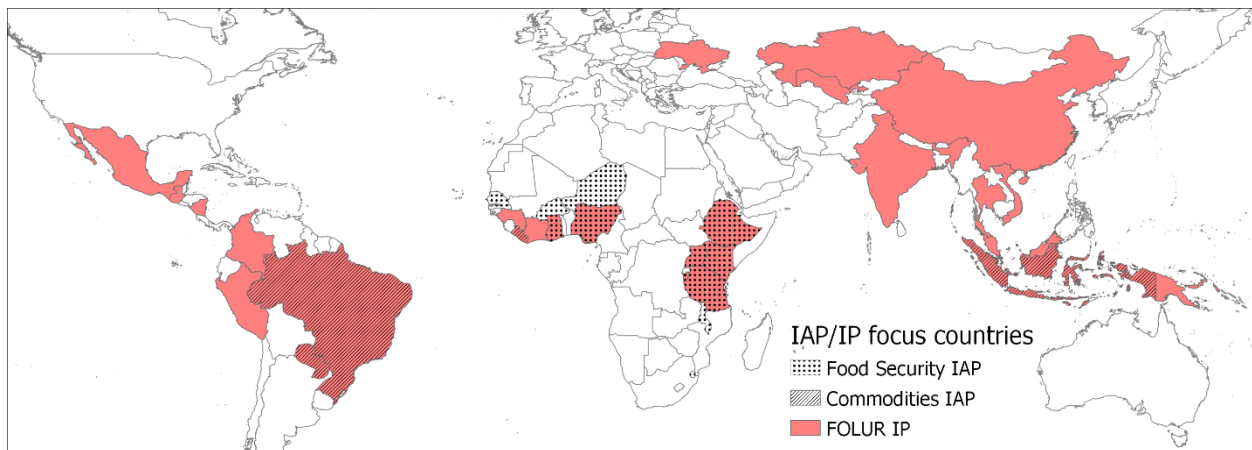 IAP/IP focus countries
Food Security IAP
Commodities IAP
FOLUR IP